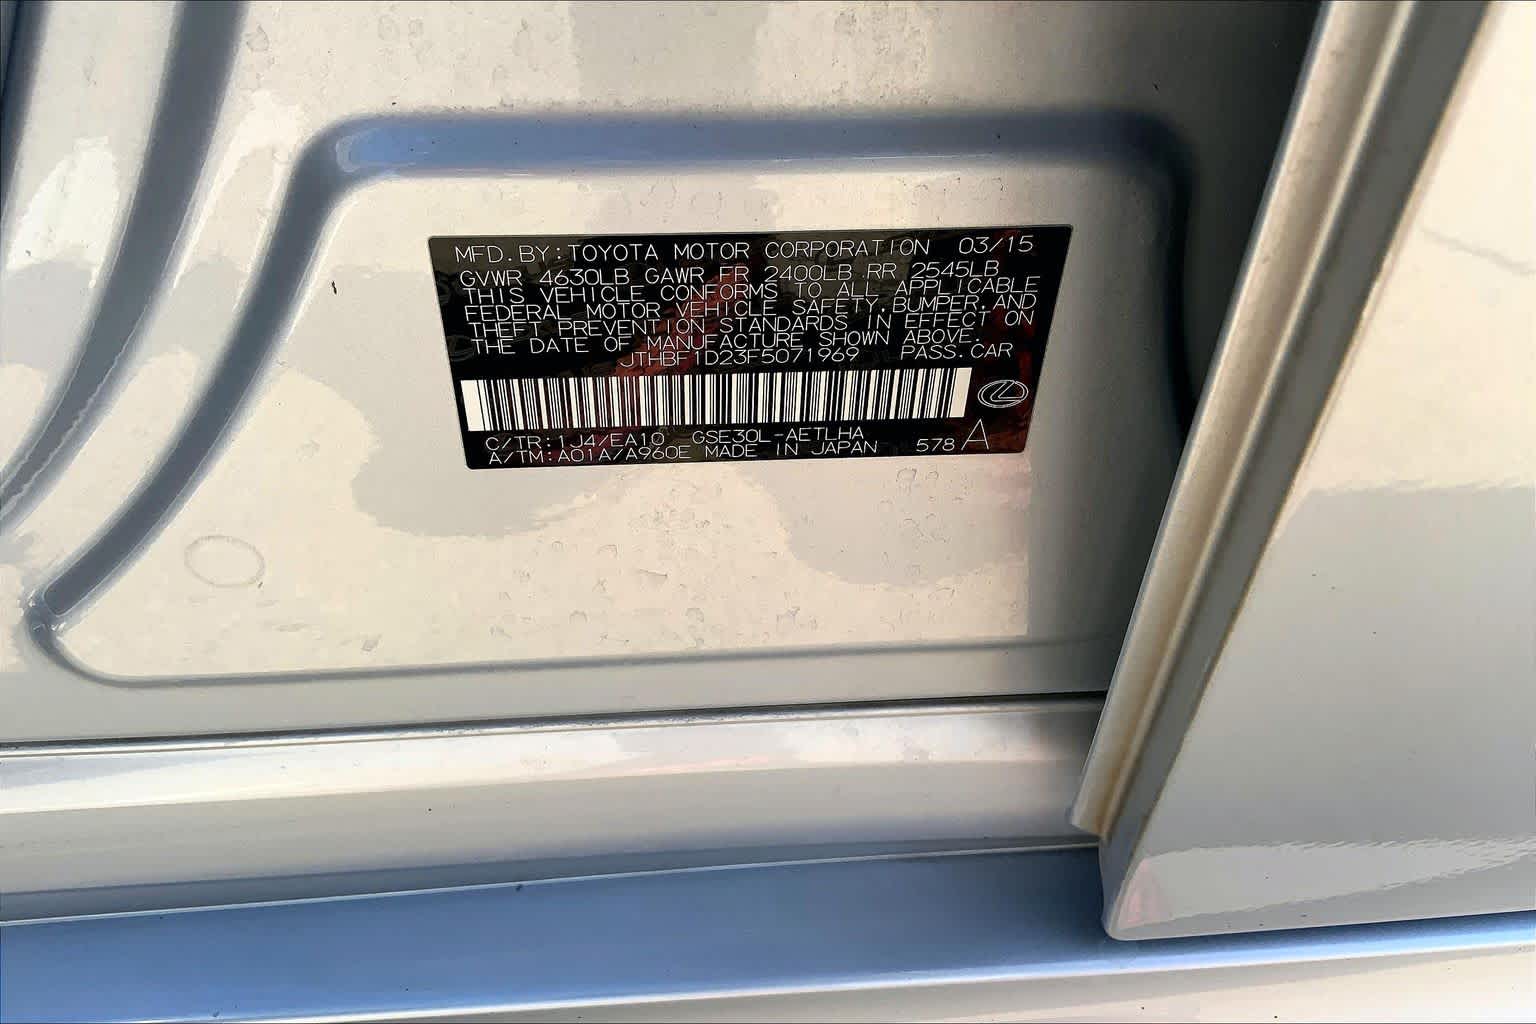 MFD.BY:TOYOTA MOTOR CORPORATION 03/15
GVWR 4630LB GAWR FR 2400LB RR 2545LB
THIS VEHICLE CONFORMS TO ALL APPLICABLE
FEDERAL MOTOR VEHICLE SAFETY,BUMPER,AND
THEFT PREVENTION STANDARDS IN EFFECT ON
THE DATE OF MANUFACTURE SHOWN ABOVE.
JTHBF1D23F5071969 PASS.CAR
C/TR:1J4/EA10 GSE30L-AETLHA
A/TM:A01A/A960E MADE IN JAPAN 578 A